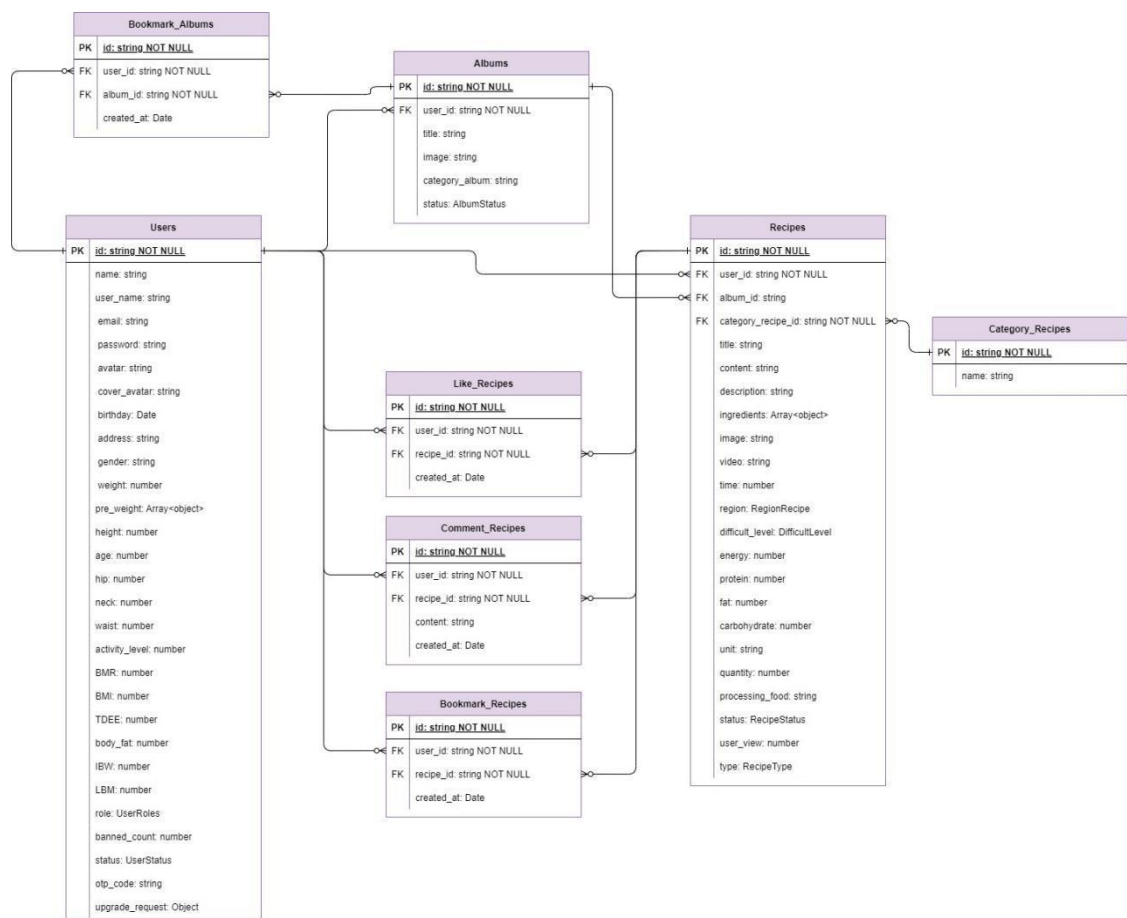 Bookmark_Albums
PK id: string NOT NULL
FK user_id: string NOT NULL
FK album_id: string NOT NULL
created_at: Date
Albums
PK id: string NOT NULL
FK user_id: string NOT NULL
title: string
image: string
category_album: string
status: AlbumStatus
Users
PK id: string NOT NULL
name: string
user_name: string
email: string
password: string
avatar: string
cover_avatar: string
birthday: Date
address: string
gender: string
weight: number
pre_weight: Array<object>
height: number
age: number
hip: number
neck: number
waist: number
activity_level: number
BMR: number
BMI: number
TDEE: number
body_fat: number
IBW: number
LBM: number
role: UserRoles
banned_count: number
status: UserStatus
otp_code: string
upgrade_request: Object
Like_Recipes
PK id: string NOT NULL
FK user_id: string NOT NULL
FK recipe_id: string NOT NULL
created_at: Date
Comment_Recipes
PK id: string NOT NULL
FK user_id: string NOT NULL
FK recipe_id: string NOT NULL
content: string
created_at: Date
Bookmark_Recipes
PK id: string NOT NULL
FK user_id: string NOT NULL
FK recipe_id: string NOT NULL
created_at: Date
Recipes
PK id: string NOT NULL
FK user_id: string NOT NULL
FK album_id: string
FK category_recipe_id: string NOT NULL
title: string
content: string
description: string
ingredients: Array<object>
image: string
video: string
time: number
region: RegionRecipe
difficult_level: DifficultLevel
energy: number
protein: number
fat: number
carbohydrate: number
unit: string
quantity: number
processing_food: string
status: RecipeStatus
user_view: number
type: RecipeType
Category_Recipes
PK id: string NOT NULL
name: string